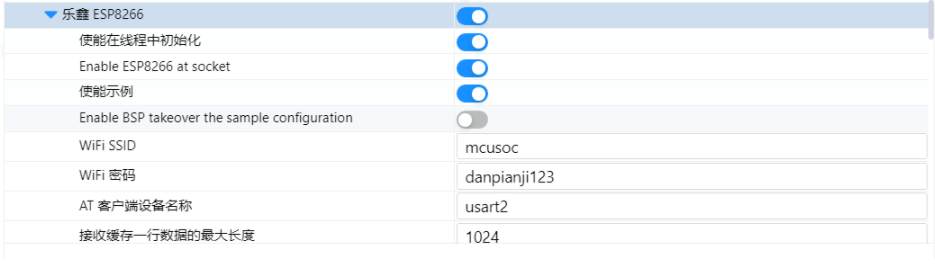 乐鑫 ESP8266
使能在线程中初始化
Enable ESP8266 at socket
使能示例
Enable BSP takeover the sample configuration
WiFi SSID mcusoc
WiFi 密码 danpianji123
AT 客户端设备名称 usart2
接收缓存一行数据的最大长度 1024